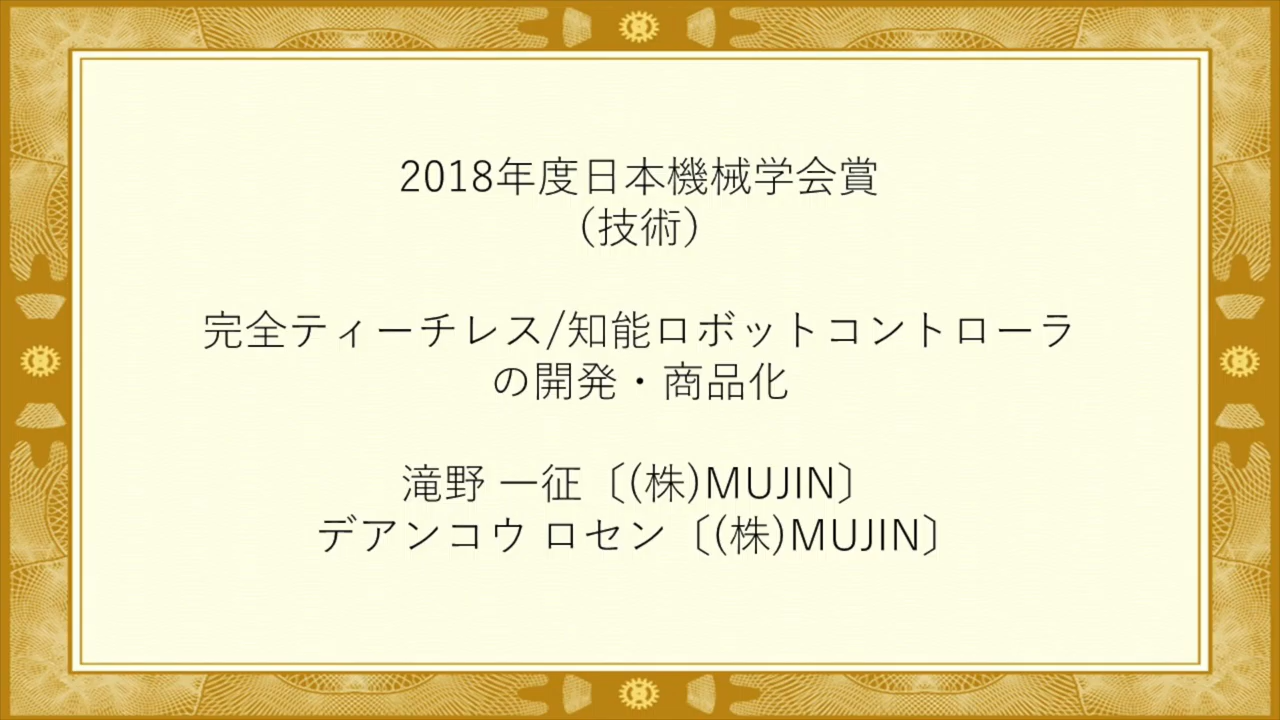 2018年度日本機械学会賞
（技術）
完全ティーチレス/知能ロボットコントローラ
の開発・商品化
滝野 一征〔(株)MUJIN〕
デアンコウ ロセン〔(株)MUJIN〕